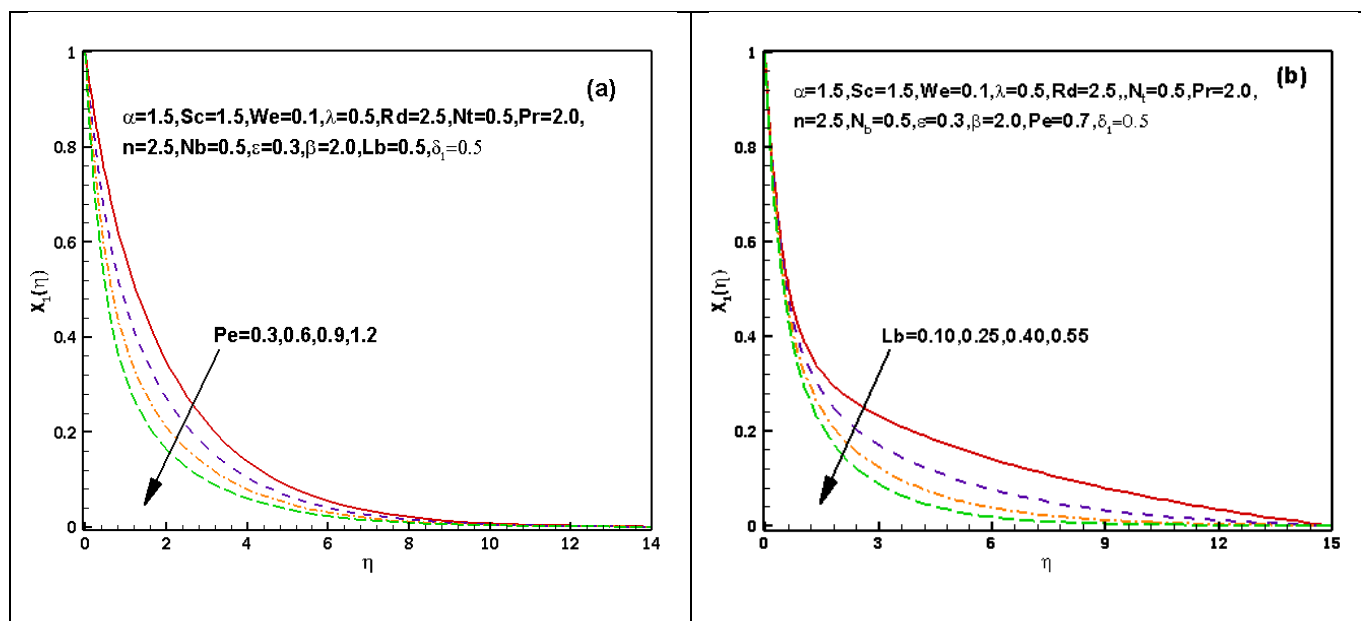 (a)
α=1.5,Sc=1.5,We=0.1,λ=0.5,Rd=2.5,Nt=0.5,Pr=2.0,
n=2.5,Nb=0.5,ε=0.3,β=2.0,Lb=0.5,δ₁=0.5
Pe=0.3,0.6,0.9,1.2
X₁(η)
1
0.8
0.6
0.4
0.2
0
0 2 4 6 8 10 12 14
η
(b)
α=1.5,Sc=1.5,We=0.1,λ=0.5,Rd=2.5,,Nₜ=0.5,Pr=2.0,
n=2.5,N_b=0.5,ε=0.3,β=2.0,Pe=0.7,δ₁=0.5
Lb=0.10,0.25,0.40,0.55
X₁(η)
1
0.8
0.6
0.4
0.2
0
0 3 6 9 12 15
η